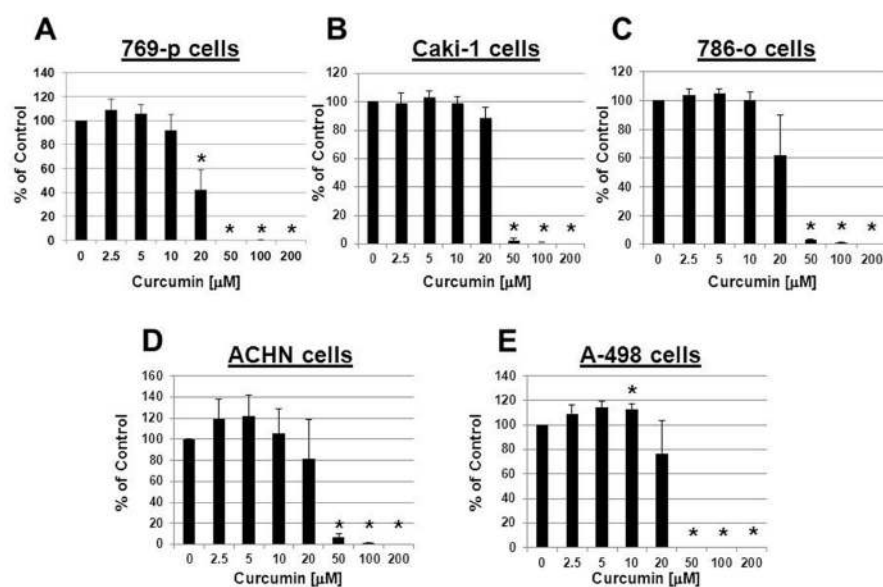 A
769-p cells
% of Control
140
120
100
80
60
40
20
0
*
* * *
0 2.5 5 10 20 50 100 200
Curcumin [μM]
B
Caki-1 cells
% of Control
120
100
80
60
40
20
0
* * *
0 2.5 5 10 20 50 100 200
Curcumin [μM]
C
786-o cells
% of Control
120
100
80
60
40
20
0
* * *
0 2.5 5 10 20 50 100 200
Curcumin [μM]
D
ACHN cells
% of Control
160
140
120
100
80
60
40
20
0
* * *
0 2.5 5 10 20 50 100 200
Curcumin [μM]
E
A-498 cells
% of Control
140
120
100
80
60
40
20
0
*
* * *
0 2.5 5 10 20 50 100 200
Curcumin [μM]